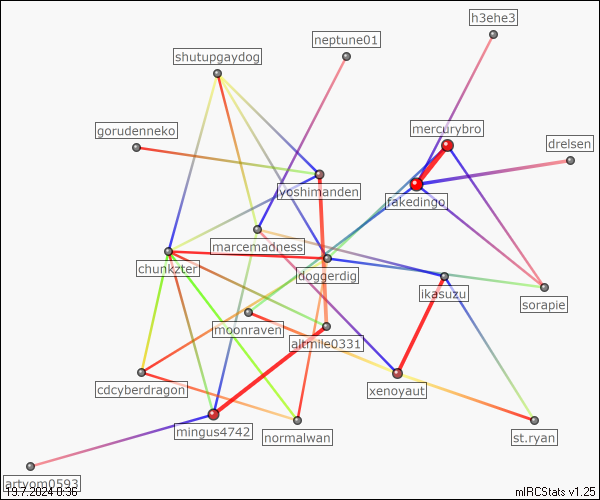 h3ehe3
neptune01
shutupgaydog
gorudenneko
mercurybro
drelsen
yoshimanden
fakedingo
marcemadness
chunkzter
doggerdig
ikasuzu
sorapie
moonraven
altmile0331
cdcyberdragon
xenoyaut
mingus4742
normalwan
st.ryan
artyom0593
19.7.2024 0:36
mIRCStats v1.25